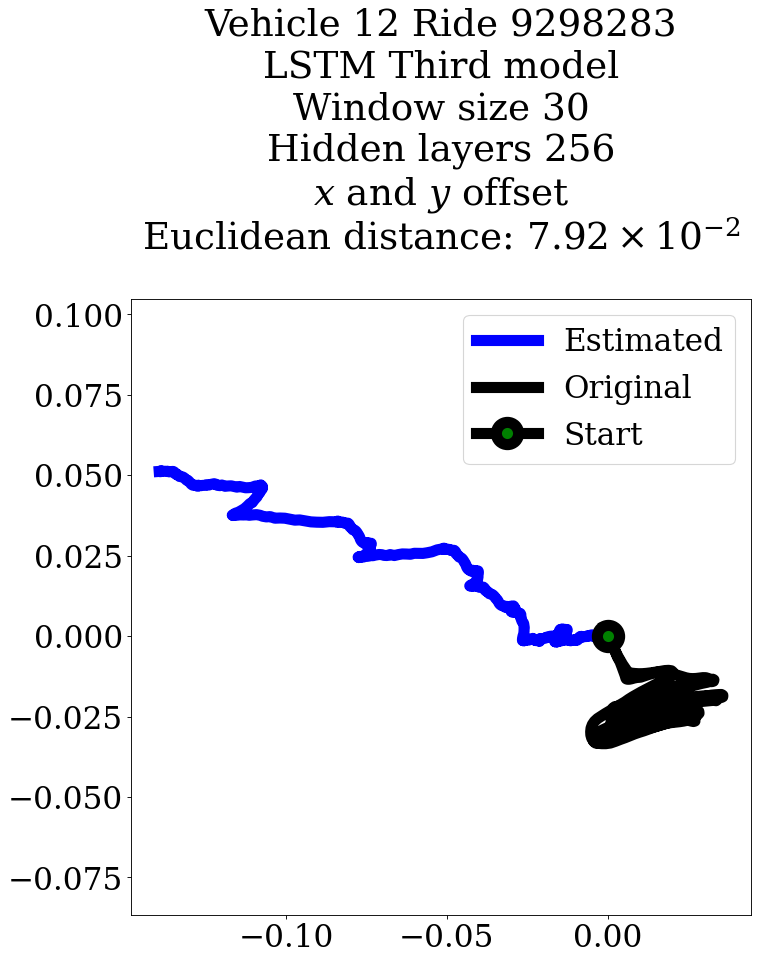 Vehicle 12 Ride 9298283
LSTM Third model
Window size 30
Hidden layers 256
x and y offset
Euclidean distance: 7.92 × 10⁻²
0.100
0.075
0.050
0.025
0.000
−0.025
−0.050
−0.075
Estimated
Original
Start
−0.10
−0.05
0.00